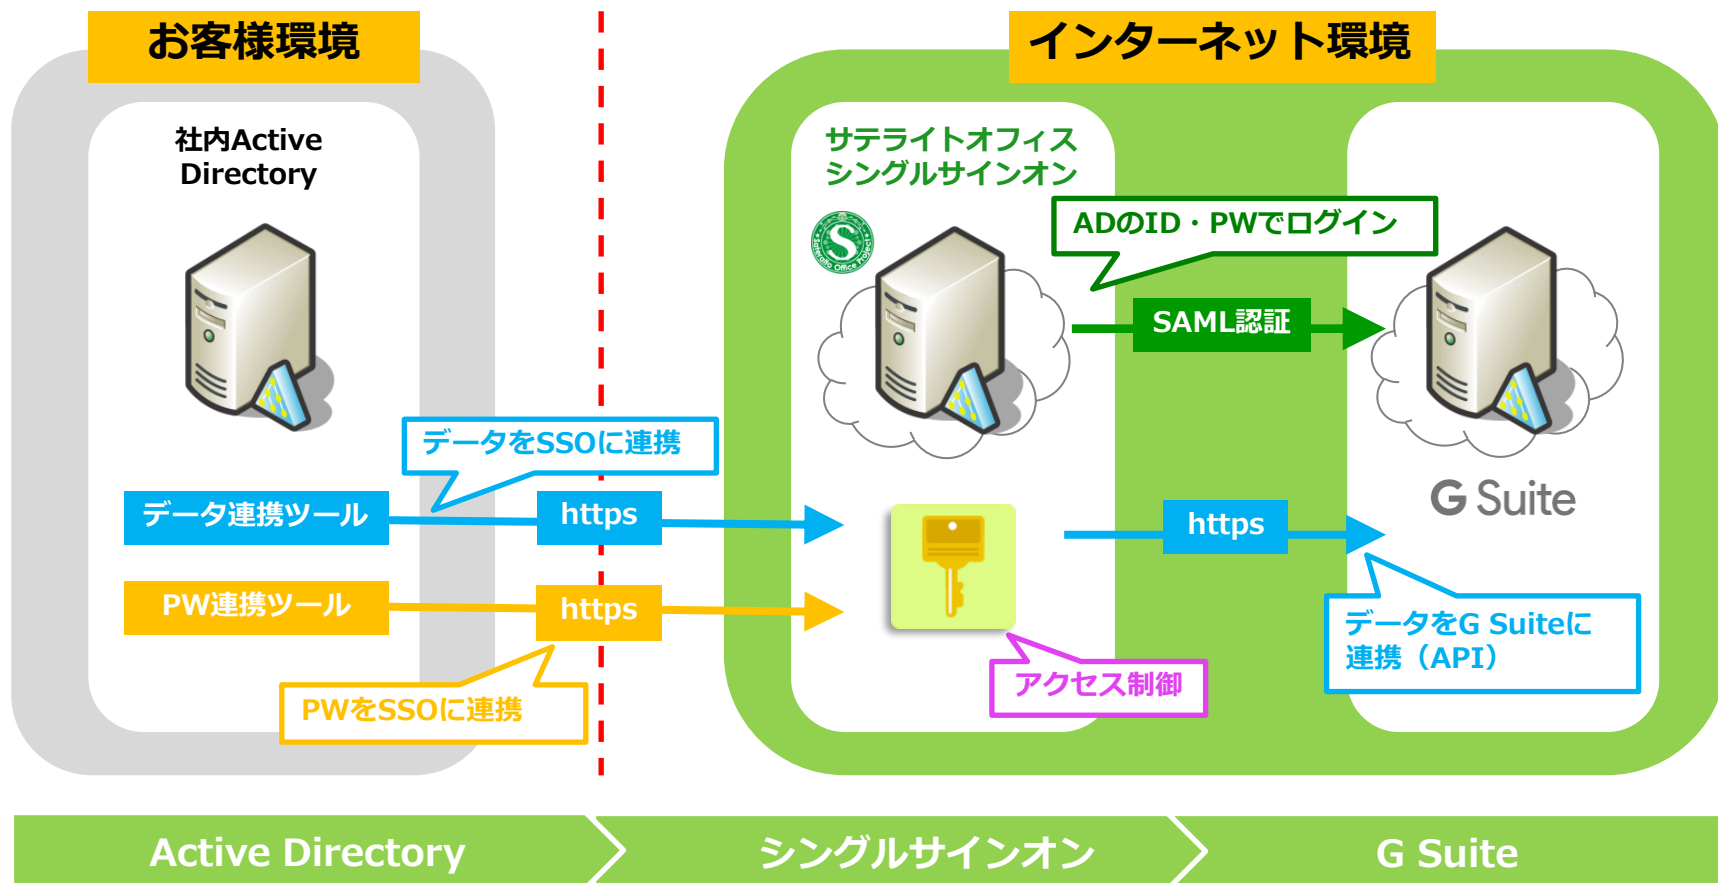 お客様環境
インターネット環境
社内Active
Directory
サテライトオフィス
シングルサインオン
ADのID・PWでログイン
S
Sateraito Office Project
SAML認証
データをSSOに連携
G Suite
データ連携ツール
https
https
PW連携ツール
https
データをG Suiteに
連携（API）
アクセス制御
PWをSSOに連携
Active Directory
シングルサインオン
G Suite